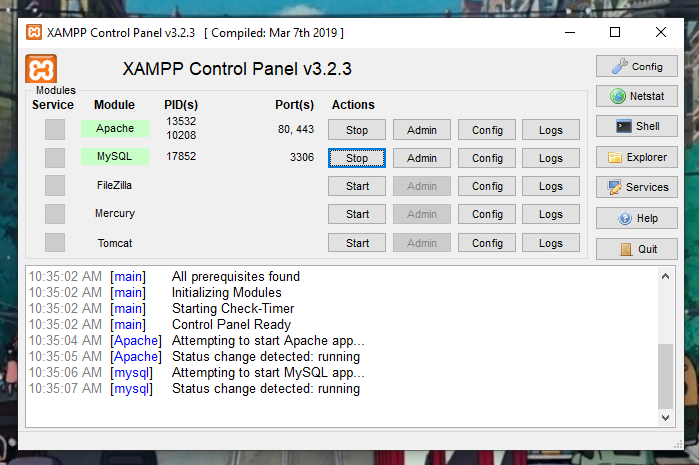 XAMPP Control Panel v3.2.3 [ Compiled: Mar 7th 2019 ]
XAMPP Control Panel v3.2.3
Config
Modules
Service Module PID(s) Port(s) Actions
Netstat
Apache 13532 10208 80, 443 Stop Admin Config Logs
Shell
MySQL 17852 3306 Stop Admin Config Logs
Explorer
FileZilla Start Admin Config Logs
Services
Mercury Start Admin Config Logs
Help
Tomcat Start Admin Config Logs
Quit
10:35:02 AM [main] All prerequisites found
10:35:02 AM [main] Initializing Modules
10:35:02 AM [main] Starting Check-Timer
10:35:02 AM [main] Control Panel Ready
10:35:04 AM [Apache] Attempting to start Apache app...
10:35:05 AM [Apache] Status change detected: running
10:35:06 AM [mysql] Attempting to start MySQL app...
10:35:07 AM [mysql] Status change detected: running